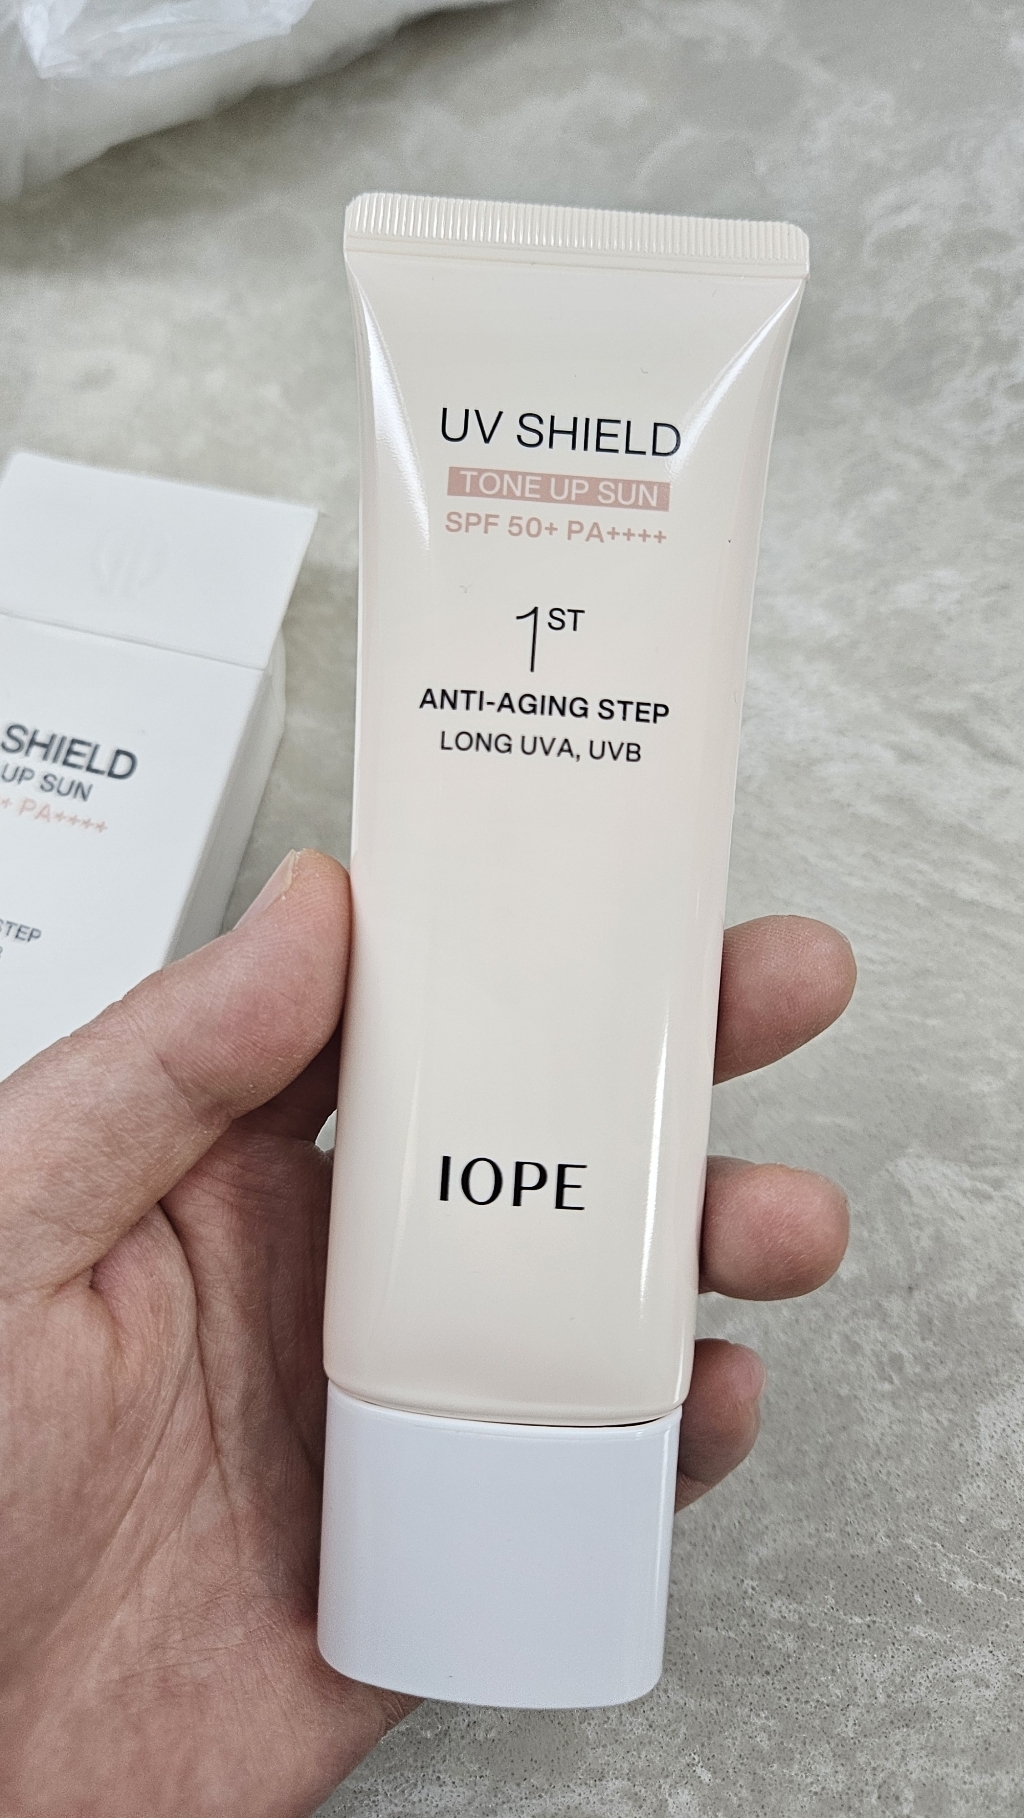 UV SHIELD
TONE UP SUN
SPF 50+ PA++++
1ST
ANTI-AGING STEP
LONG UVA, UVB
IOPE
SHIELD
UP SUN
+ PA++++
STEP